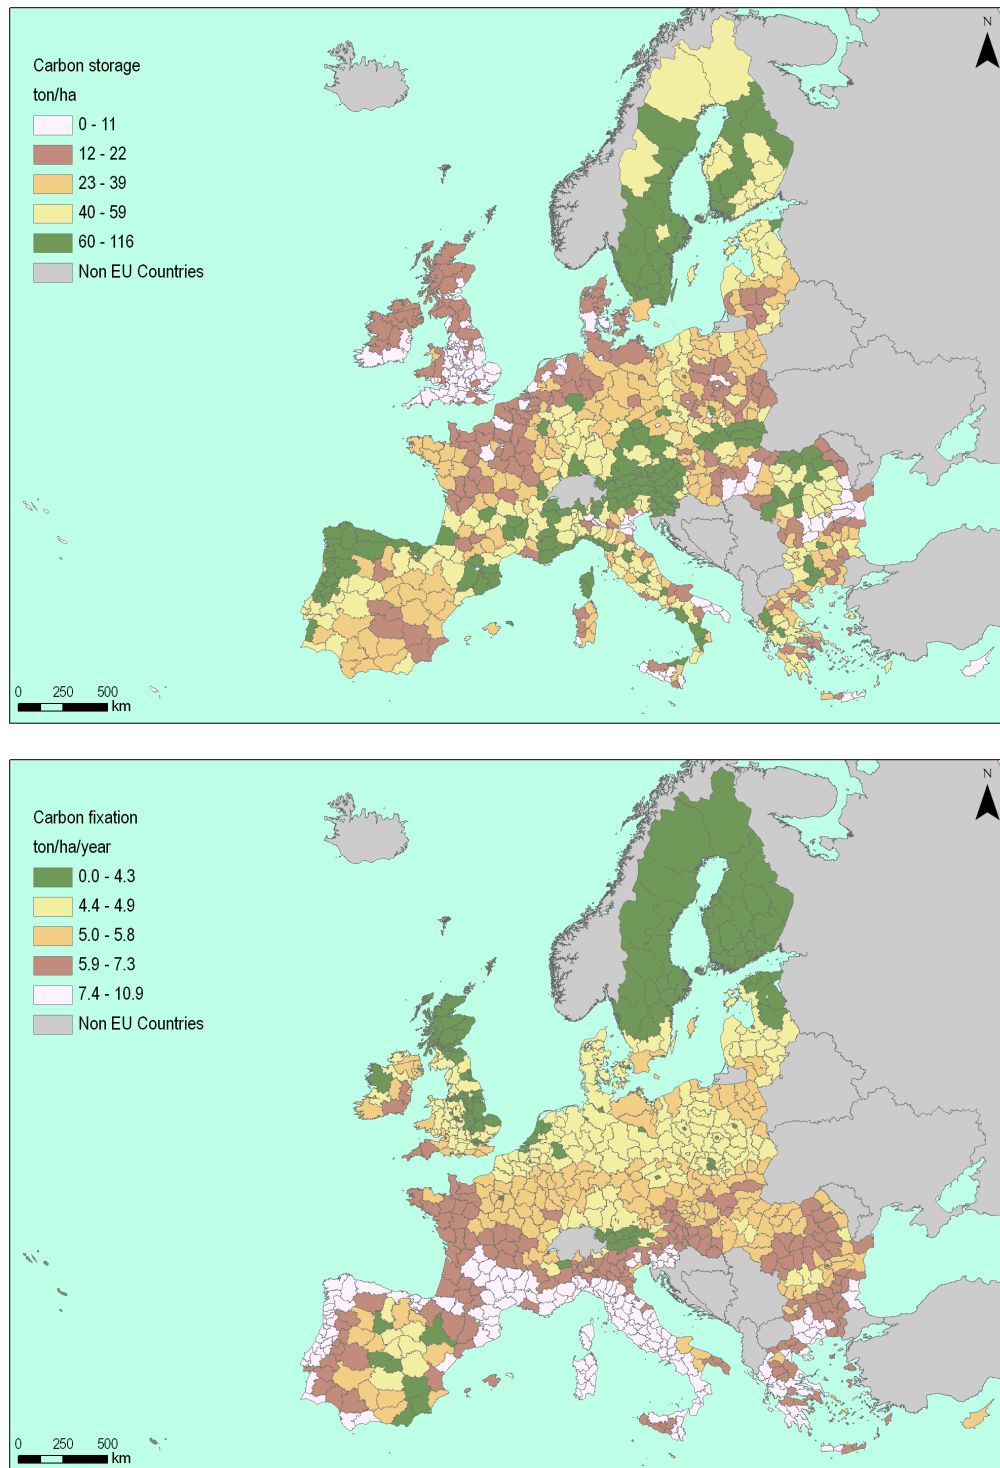 N
Carbon storage
ton/ha
0 - 11
12 - 22
23 - 39
40 - 59
60 - 116
Non EU Countries
0 250 500
km
N
Carbon fixation
ton/ha/year
0.0 - 4.3
4.4 - 4.9
5.0 - 5.8
5.9 - 7.3
7.4 - 10.9
Non EU Countries
0 250 500
km